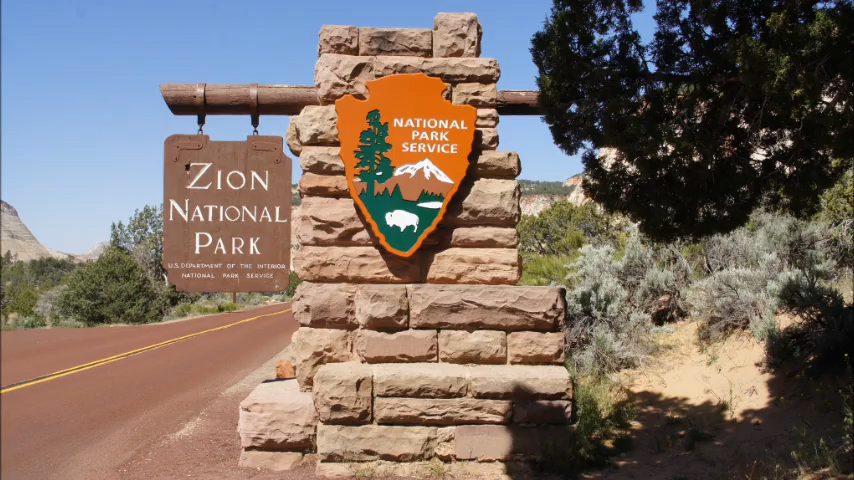 Zion
National
Park
U.S. DEPARTMENT OF THE INTERIOR
NATIONAL PARK SERVICE
NATIONAL
PARK
SERVICE